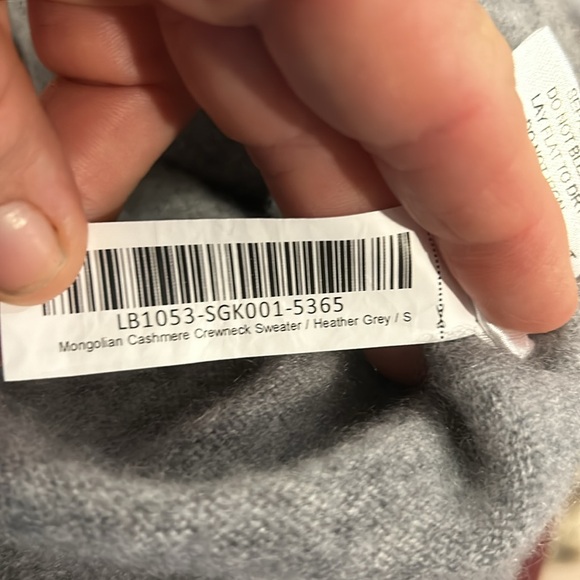 LB1053-SGK001-5365
Mongolian Cashmere Crewneck Sweater / Heather Grey / S
DO NOT BLE
LAY FLAT TO DR